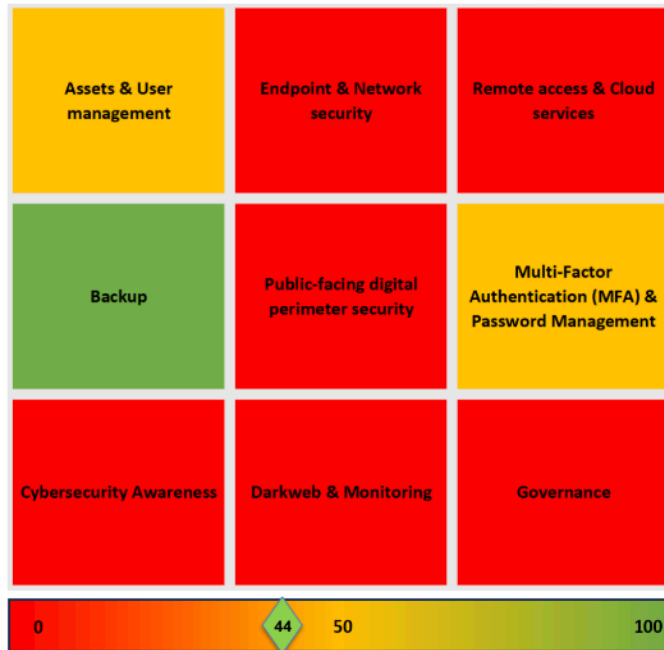 Assets & User
management
Endpoint & Network
security
Remote access & Cloud
services
Backup
Public-facing digital
perimeter security
Multi-Factor
Authentication (MFA) &
Password Management
Cybersecurity Awareness
Darkweb & Monitoring
Governance
0 44 50 100